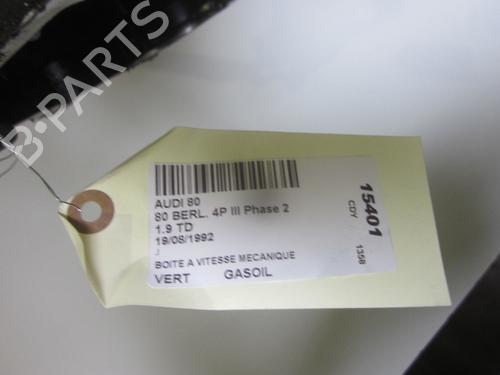 B-PARTS
AUDI 80
80 BERL. 4P III Phase 2
1.9 TD
19/08/1992
J
BOITE A VITESSE MECANIQUE
VERT GASOIL
15401
CDY 1358